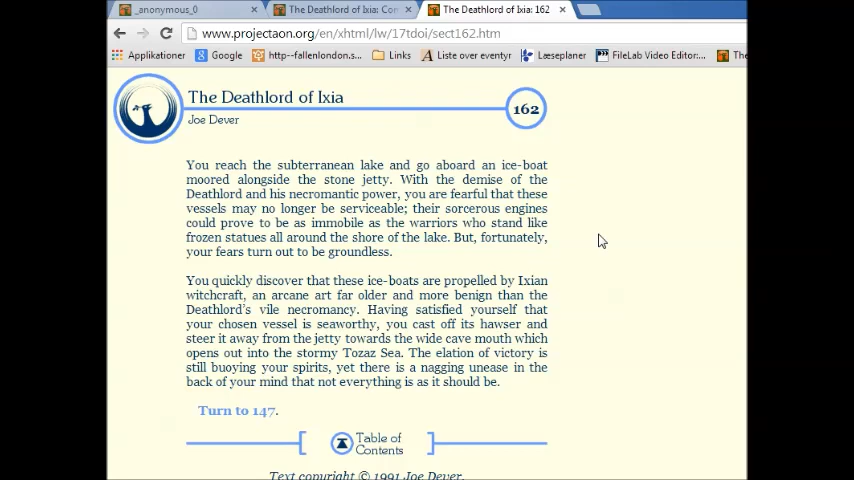 _anonymous_0
The Deathlord of Ixia: Con
The Deathlord of Ixia: 162
www.projectaon.org/en/xhtml/lw/17tdoi/sect162.htm
Applikationer
Google
http--fallenlondon.s...
Links
Liste over eventyr
Læseplaner
FileLab Video Editor:...
The
The Deathlord of Ixia
162
Joe Dever
You reach the subterranean lake and go aboard an ice-boat
moored alongside the stone jetty. With the demise of the
Deathlord and his necromantic power, you are fearful that these
vessels may no longer be serviceable; their sorcerous engines
could prove to be as immobile as the warriors who stand like
frozen statues all around the shore of the lake. But, fortunately,
your fears turn out to be groundless.
You quickly discover that these ice-boats are propelled by Ixian
witchcraft, an arcane art far older and more benign than the
Deathlord's vile necromancy. Having satisfied yourself that
your chosen vessel is seaworthy, you cast off its hawser and
steer it away from the jetty towards the wide cave mouth which
opens out into the stormy Tozaz Sea. The elation of victory is
still buoying your spirits, yet there is a nagging unease in the
back of your mind that not everything is as it should be.
Turn to 147.
Table of
Contents
Text copyright © 1991 Joe Dever.